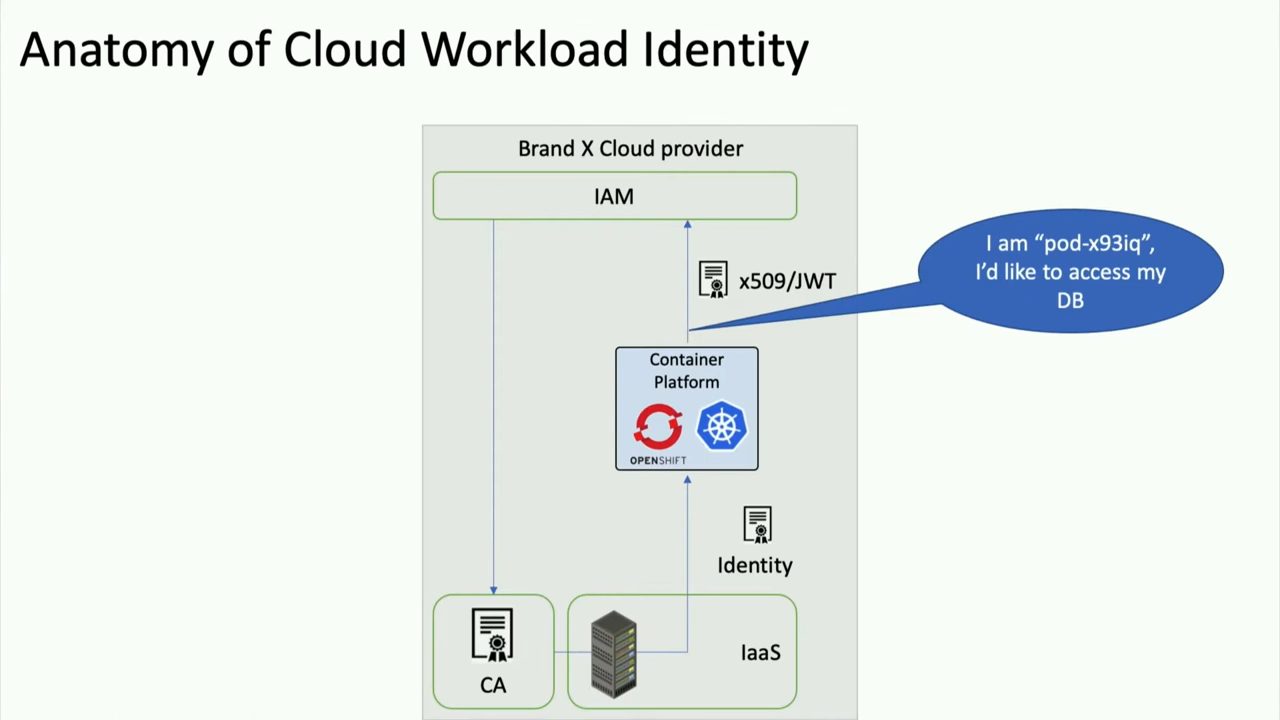 Anatomy of Cloud Workload Identity
Brand X Cloud provider
IAM
I am “pod-x93iq”,
I’d like to access my
DB
x509/JWT
Container
Platform
OPENSHIFT
Identity
CA
IaaS